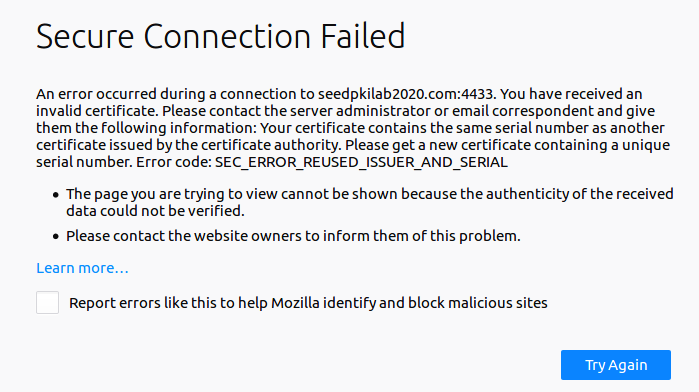 Secure Connection Failed
An error occurred during a connection to seedpkilab2020.com:4433. You have received an
invalid certificate. Please contact the server administrator or email correspondent and give
them the following information: Your certificate contains the same serial number as another
certificate issued by the certificate authority. Please get a new certificate containing a unique
serial number. Error code: SEC_ERROR_REUSED_ISSUER_AND_SERIAL
• The page you are trying to view cannot be shown because the authenticity of the received
data could not be verified.
• Please contact the website owners to inform them of this problem.
Learn more…
Report errors like this to help Mozilla identify and block malicious sites
Try Again